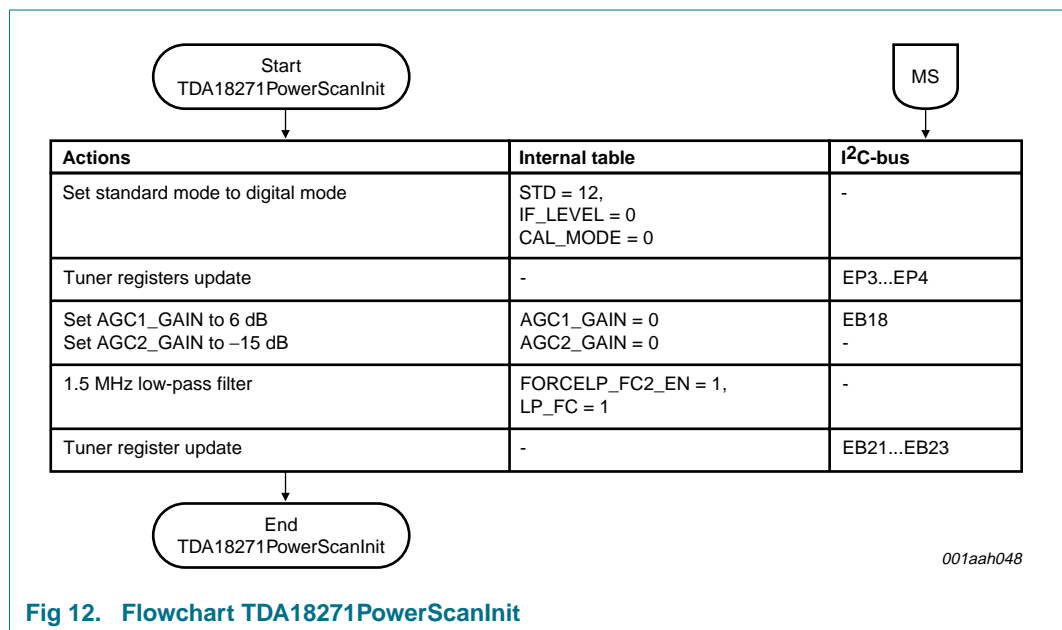 Start
TDA18271PowerScanInit
MS
Actions Internal table I2C-bus
Set standard mode to digital mode STD = 12, -
IF_LEVEL = 0
CAL_MODE = 0
Tuner registers update - EP3...EP4
Set AGC1_GAIN to 6 dB AGC1_GAIN = 0 EB18
Set AGC2_GAIN to −15 dB AGC2_GAIN = 0 -
1.5 MHz low-pass filter FORCELP_FC2_EN = 1, -
LP_FC = 1
Tuner register update - EB21...EB23
End
TDA18271PowerScanInit
001aah048
Fig 12. Flowchart TDA18271PowerScanInit